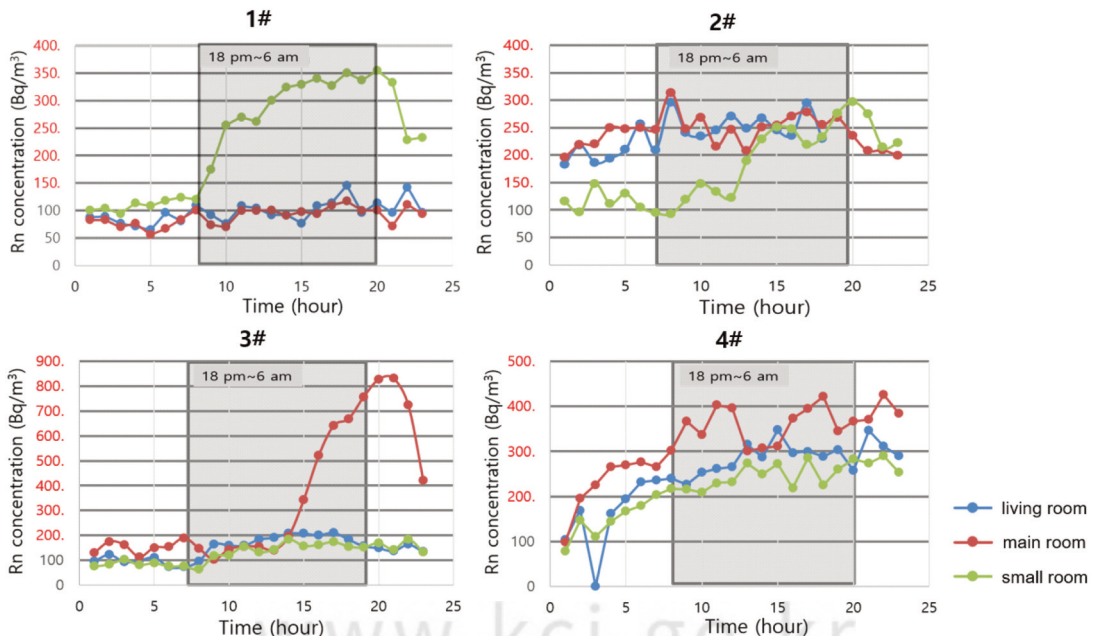 1#
Rn concentration (Bq/m³)
400.
350.
300.
250.
200.
150.
100
50
0
18 pm~6 am
0 5 10 15 20 25
Time (hour)
2#
Rn concentration (Bq/m³)
400.
350.
300.
250.
200.
150.
100
50
0
18 pm~6 am
0 5 10 15 20 25
Time (hour)
3#
Rn concentration (Bq/m³)
900.
800.
700.
600.
500.
400.
300.
200.
100
0
18 pm~6 am
0 5 10 15 20 25
Time (hour)
4#
Rn concentration (Bq/m³)
500.
400.
300.
200.
100.
0
18 pm~6 am
0 5 10 15 20 25
Time (hour)
living room
main room
small room
www.kci.go.kr